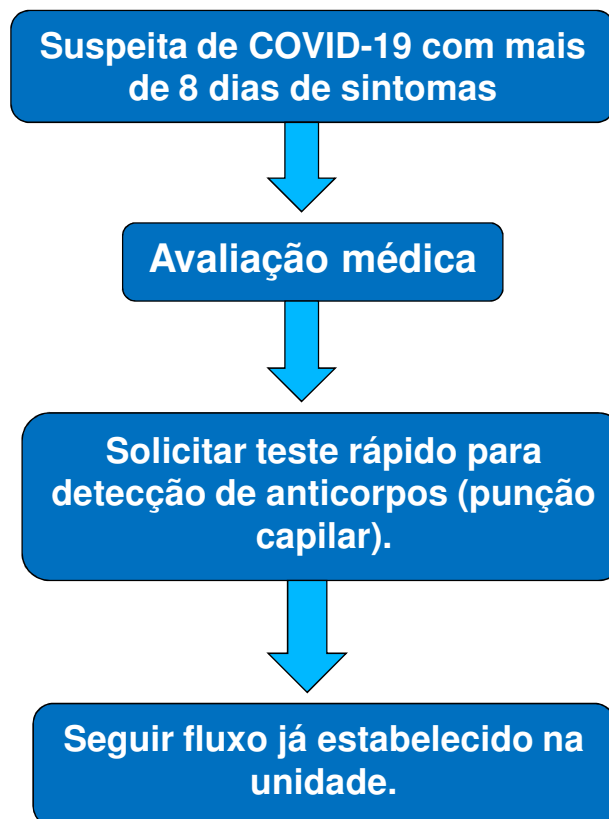 Suspeita de COVID-19 com mais
de 8 dias de sintomas
Avaliação médica
Solicitar teste rápido para
detecção de anticorpos (punção
capilar).
Seguir fluxo já estabelecido na
unidade.